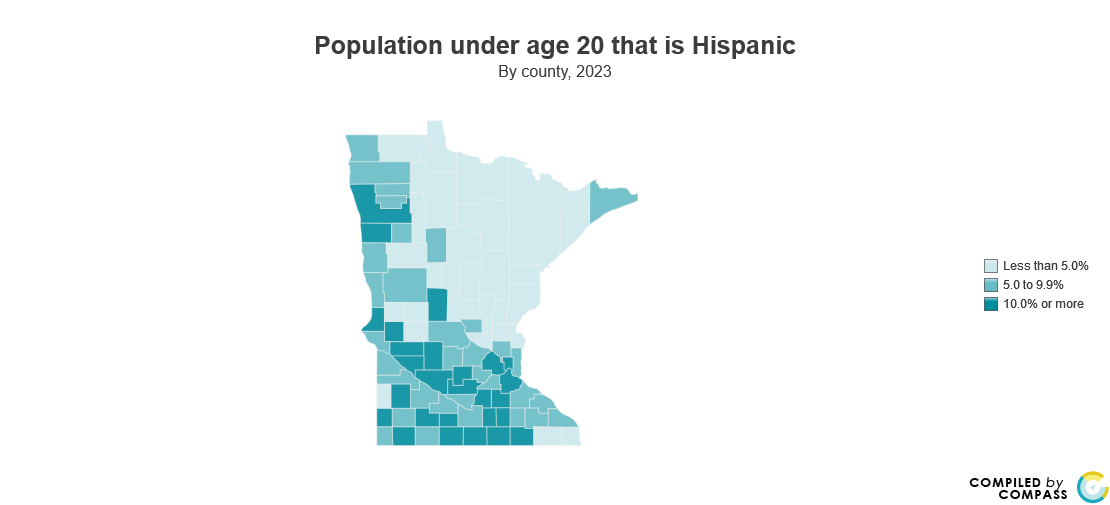 Population under age 20 that is Hispanic
By county, 2023
Less than 5.0%
5.0 to 9.9%
10.0% or more
COMPILED by
COMPASS